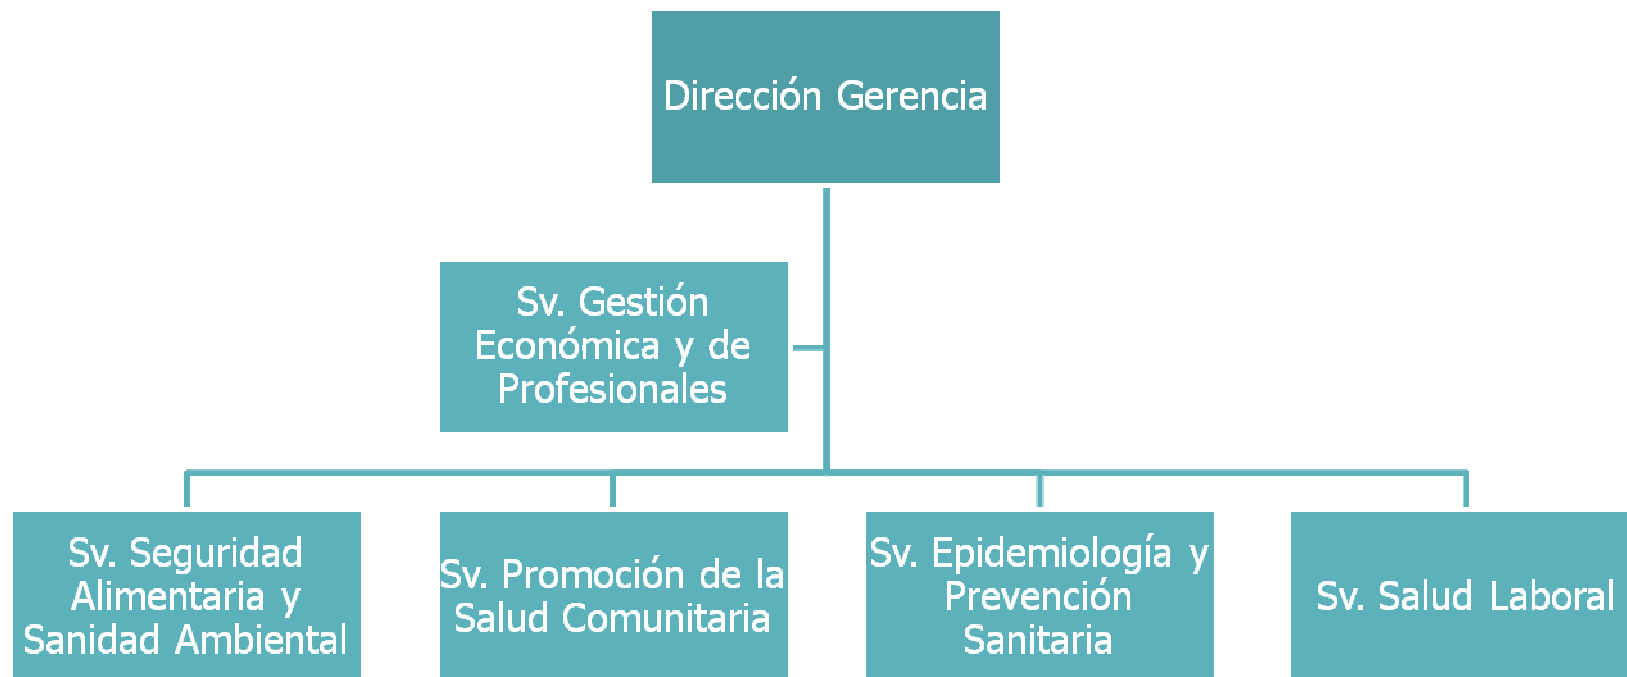 Dirección Gerencia
Sv. Gestión
Económica y de
Profesionales
Sv. Seguridad
Alimentaria y
Sanidad Ambiental
Sv. Promoción de la
Salud Comunitaria
Sv. Epidemiología y
Prevención
Sanitaria
Sv. Salud Laboral